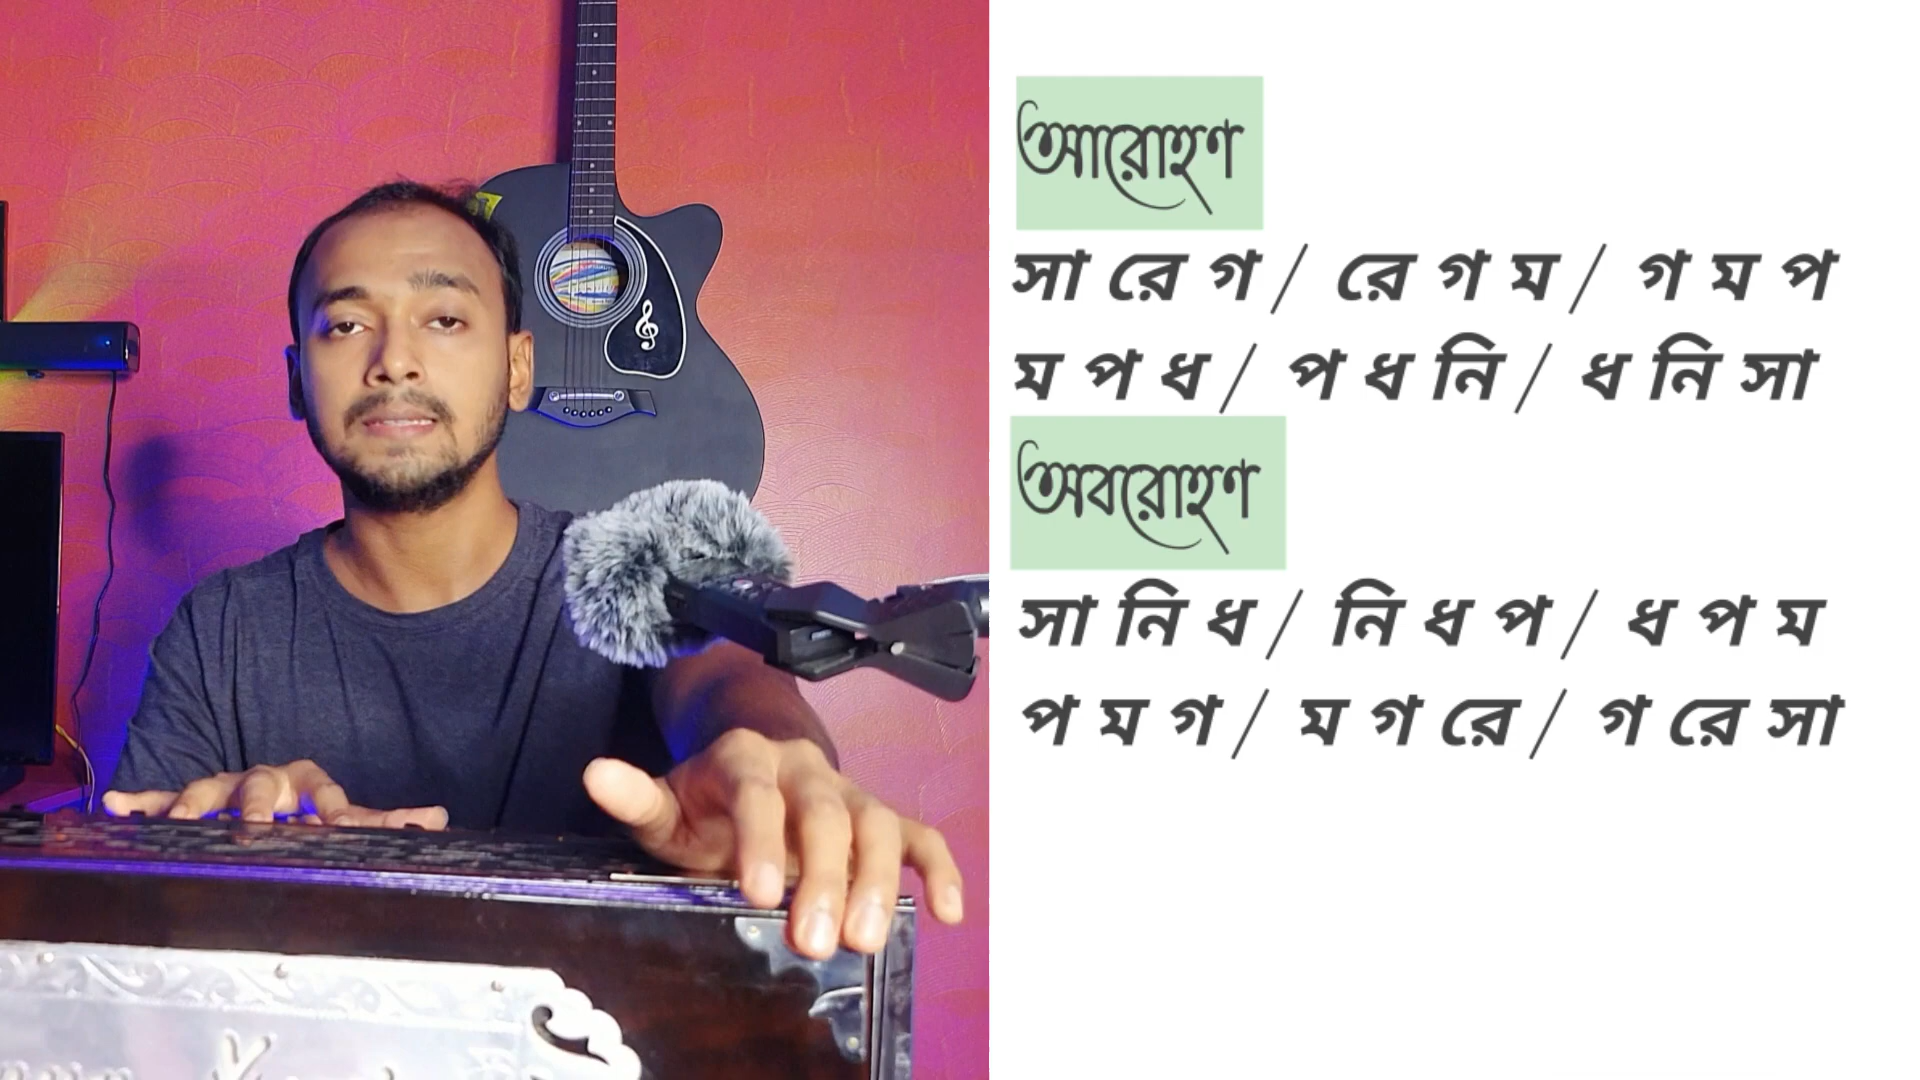 আরোহণ
সা রে গ / রে গ ম / গ ম প
ম প ধ / প ধ নি / ধ নি সা
অবরোহণ
সা নি ধ / নি ধ প / ধ প ম
প ম গ / ম গ রে / গ রে সা